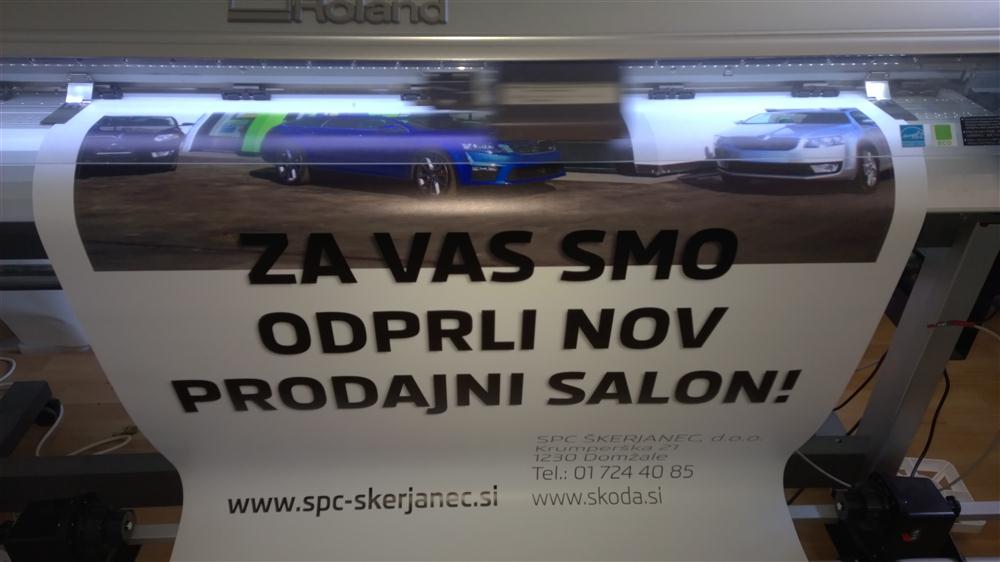 Roland
ZA VAS SMO
ODPRLI NOV
PRODAJNI SALON!
SPC ŠKERJANEC, d.o.o.
Krumperška 21
1230 Domžale
Tel.: 01 724 40 85
www.spc-skerjanec.si www.skoda.si